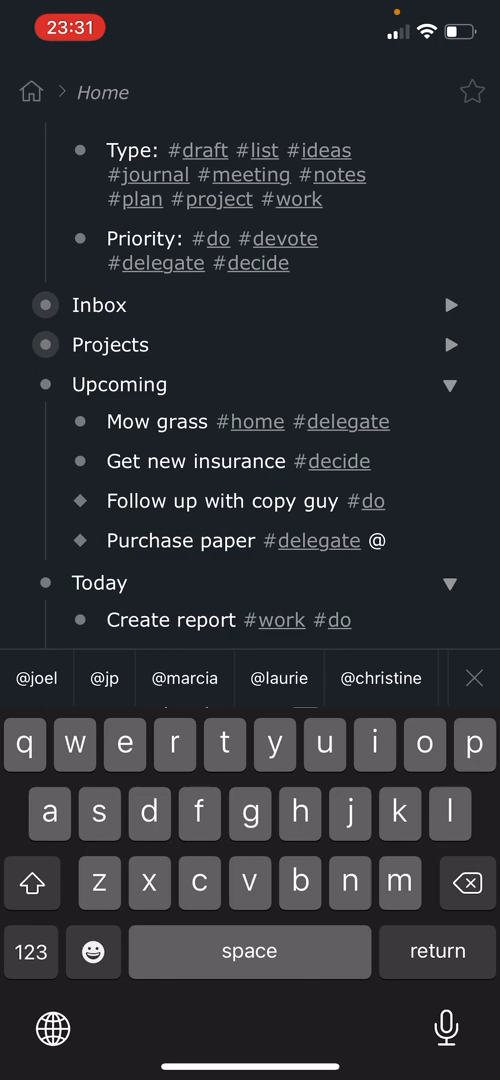 23:31
Home
Type: #draft #list #ideas
#journal #meeting #notes
#plan #project #work
Priority: #do #devote
#delegate #decide
Inbox
Projects
Upcoming
Mow grass #home #delegate
Get new insurance #decide
Follow up with copy guy #do
Purchase paper #delegate @
Today
Create report #work #do
@joel @jp @marcia @laurie @christine
q w e r t y u i o p
a s d f g h j k l
z x c v b n m
123 space return